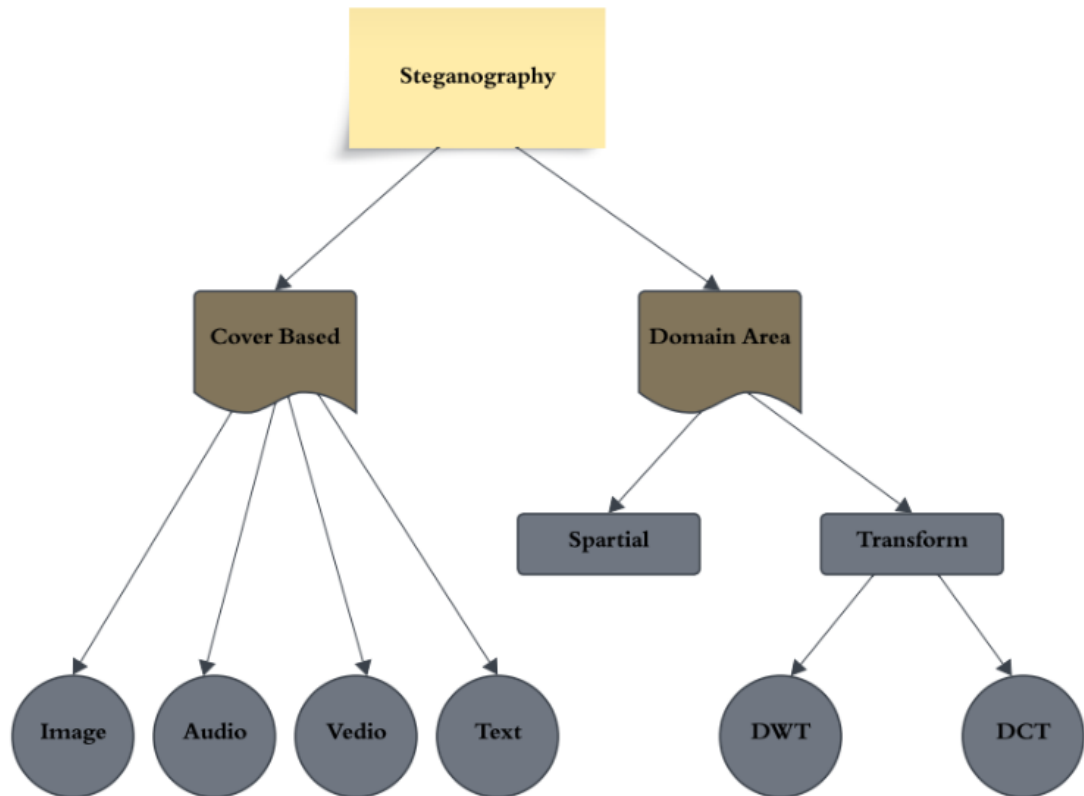 Steganography
Cover Based
Domain Area
Spartial
Transform
Image
Audio
Vedio
Text
DWT
DCT